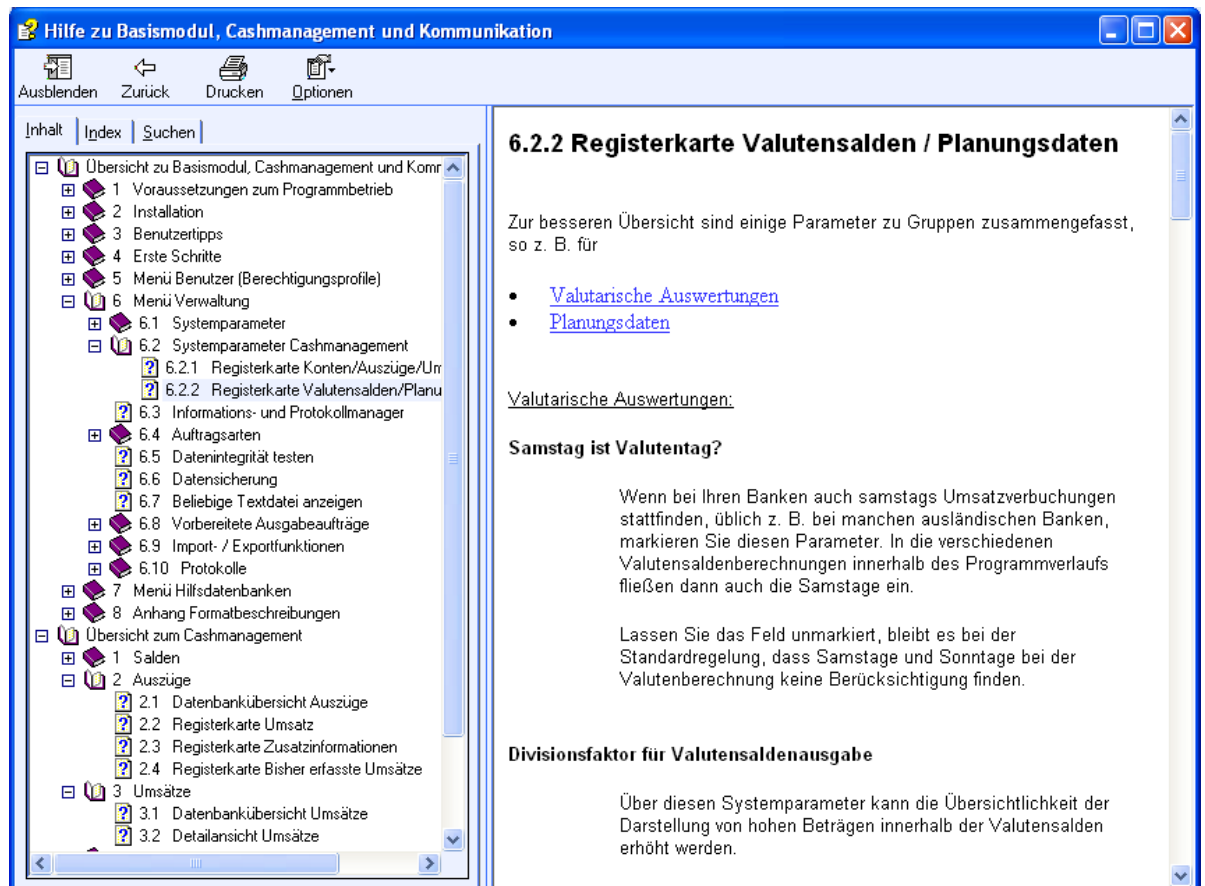 Hilfe zu Basismodul, Cashmanagement und Kommunikation
Ausblenden Zurück Drucken Optionen
Inhalt Index Suchen
Übersicht zu Basismodul, Cashmanagement und Komr
1 Voraussetzungen zum Programmbetrieb
2 Installation
3 Benutzertipps
4 Erste Schritte
5 Menü Benutzer (Berechtigungsprofile)
6 Menü Verwaltung
6.1 Systemparameter
6.2 Systemparameter Cashmanagement
6.2.1 Registerkarte Konten/Auszüge/Um
6.2.2 Registerkarte Valutensalden/Planu
6.3 Informations- und Protokollmanager
6.4 Auftragsarten
6.5 Datenintegrität testen
6.6 Datensicherung
6.7 Beliebige Textdatei anzeigen
6.8 Vorbereitete Ausgabeaufträge
6.9 Import- / Exportfunktionen
6.10 Protokolle
7 Menü Hilfsdatenbanken
8 Anhang Formatbeschreibungen
Übersicht zum Cashmanagement
1 Salden
2 Auszüge
2.1 Datenbankübersicht Auszüge
2.2 Registerkarte Umsatz
2.3 Registerkarte Zusatzinformationen
2.4 Registerkarte Bisher erfasste Umsätze
3 Umsätze
3.1 Datenbankübersicht Umsätze
3.2 Detailansicht Umsätze
6.2.2 Registerkarte Valutensalden / Planungsdaten
Zur besseren Übersicht sind einige Parameter zu Gruppen zusammengefasst,
so z. B. für
• Valutarische Auswertungen
• Planungsdaten
Valutarische Auswertungen:
Samstag ist Valutentag?
Wenn bei Ihren Banken auch samstags Umsatzverbuchungen
stattfinden, üblich z. B. bei manchen ausländischen Banken,
markieren Sie diesen Parameter. In die verschiedenen
Valutensaldenberechnungen innerhalb des Programmverlaufs
fließen dann auch die Samstage ein.
Lassen Sie das Feld unmarkiert, bleibt es bei der
Standardregelung, dass Samstage und Sonntage bei der
Valutenberechnung keine Berücksichtigung finden.
Divisionsfaktor für Valutensaldenausgabe
Über diesen Systemparameter kann die Übersichtlichkeit der
Darstellung von hohen Beträgen innerhalb der Valutensalden
erhöht werden.